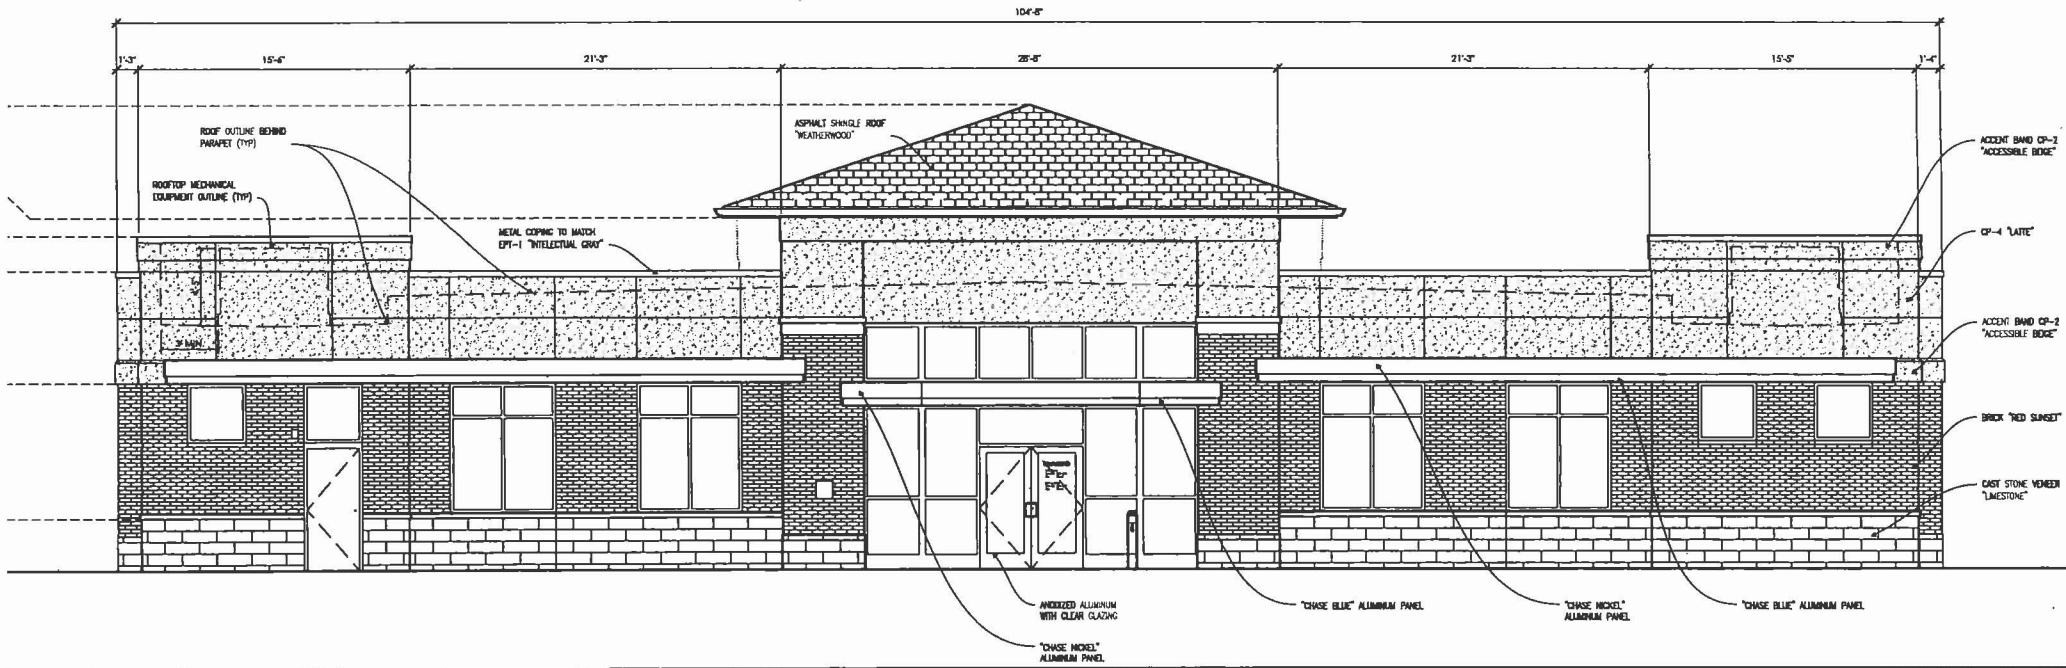 104'-8"
1'-3"
15'-6"
21'-3"
28'-8"
21'-3"
15'-5"
1'-4"
ROOF OUTLINE BEHIND
PARAPET (TYP)
ASPHALT SHINGLE ROOF
"WEATHERWOOD"
ACCENT BAND CP-2
"ACCESSIBLE BEIGE"
ROOFTOP MECHANICAL
EQUIPMENT OUTLINE (TYP)
METAL COPING TO MATCH
EPT-1 "INTELECTUAL GRAY"
CP-4 "LATTE"
ACCENT BAND CP-2
"ACCESSIBLE BEIGE"
MIN.
BRICK "RED SUNSET"
CAST STONE VENEER
"LIMESTONE"
ANODIZED ALUMINUM
WITH CLEAR GLAZING
"CHASE BLUE" ALUMINUM PANEL
"CHASE NICKEL"
ALUMINUM PANEL
"CHASE BLUE" ALUMINUM PANEL
"CHASE NICKEL"
ALUMINUM PANEL